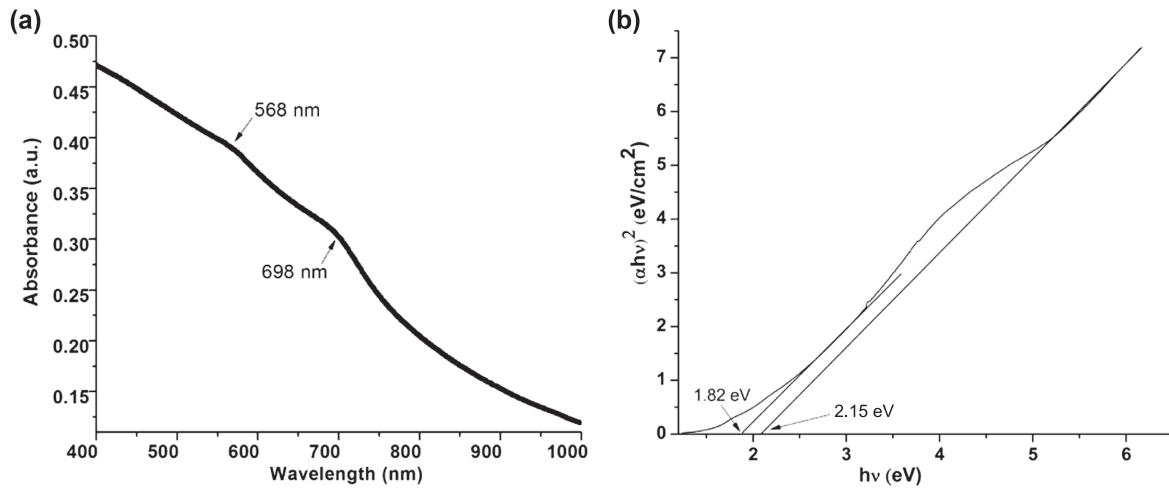 (a)
0.50
0.45
0.40
0.35
0.30
0.25
0.20
0.15
Absorbance (a.u.)
568 nm
698 nm
400 500 600 700 800 900 1000
Wavelength (nm)
(b)
7
6
5
4
3
2
1
0
(αhν)² (eV/cm²)
1.82 eV
2.15 eV
2 3 4 5 6
hν (eV)